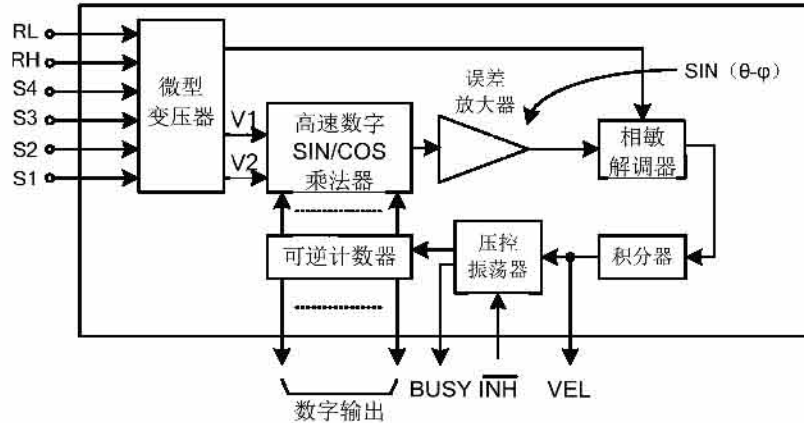 RL
RH
S4
S3
S2
S1
微型
变压器
V1
V2
高速数字
SIN/COS
乘法器
误差
放大器
SIN（θ-φ）
相敏
解调器
可逆计数器
压控
振荡器
积分器
BUSY
INH
VEL
数字输出